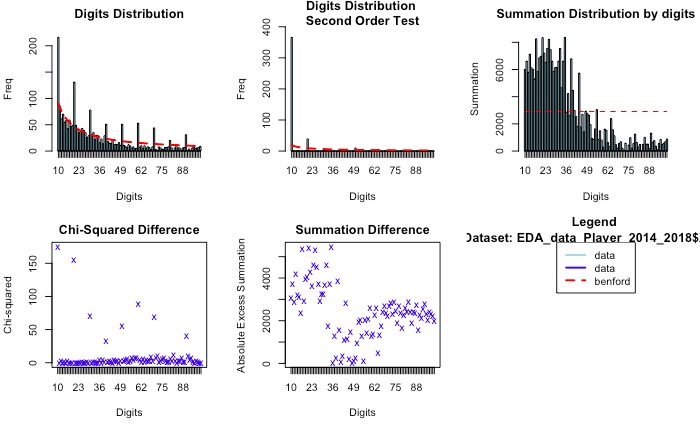 Digits Distribution
Freq
0 50 100 200
10 23 36 49 62 75 88
Digits
Digits Distribution
Second Order Test
Freq
0 100 200 300 400
10 23 36 49 62 75 88
Digits
Summation Distribution by digits
Summation
0 2000 6000
10 23 36 49 62 75 88
Digits
Chi-Squared Difference
Chi-squared
0 50 100 150
10 23 36 49 62 75 88
Digits
Summation Difference
Absolute Excess Summation
0 2000 4000
10 23 36 49 62 75 88
Digits
Legend
Dataset: EDA_data_Player_2014_2018$
data
data
benford